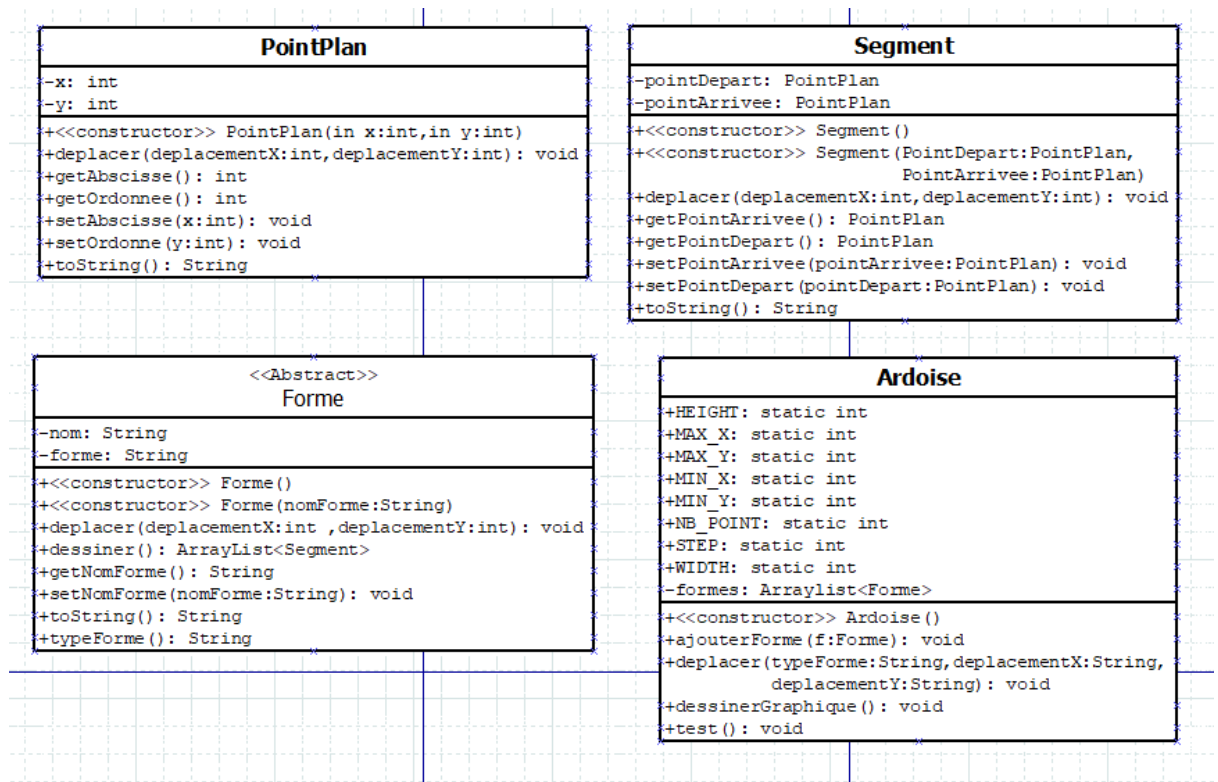 PointPlan
-x: int
-y: int
+<<constructor>> PointPlan(in x:int,in y:int)
+deplacer(deplacementX:int,deplacementY:int): void
+getAbscisse(): int
+getOrdonnee(): int
+setAbscisse(x:int): void
+setOrdonne(y:int): void
+toString(): String
Segment
-pointDepart: PointPlan
-pointArrivee: PointPlan
+<<constructor>> Segment()
+<<constructor>> Segment(PointDepart:PointPlan,
PointArrivee:PointPlan)
+deplacer(deplacementX:int,deplacementY:int): void
+getPointArrivee(): PointPlan
+getPointDepart(): PointPlan
+setPointArrivee(pointArrivee:PointPlan): void
+setPointDepart(pointDepart:PointPlan): void
+toString(): String
<<Abstract>>
Forme
-nom: String
-forme: String
+<<constructor>> Forme()
+<<constructor>> Forme(nomForme:String)
+deplacer(deplacementX:int ,deplacementY:int): void
+dessiner(): ArrayList<Segment>
+getNomForme(): String
+setNomForme(nomForme:String): void
+toString(): String
+typeForme(): String
Ardoise
+HEIGHT: static int
+MAX_X: static int
+MAX_Y: static int
+MIN_X: static int
+MIN_Y: static int
+NB_POINT: static int
+STEP: static int
+WIDTH: static int
-formes: Arraylist<Forme>
+<<constructor>> Ardoise()
+ajouterForme(f:Forme): void
+deplacer(typeForme:String,deplacementX:String,
deplacementY:String): void
+dessinerGraphique(): void
+test(): void